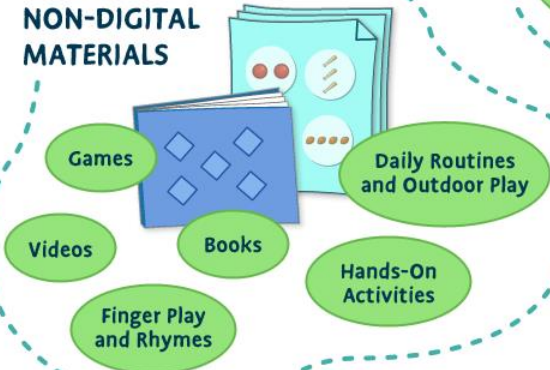 NON-DIGITAL
MATERIALS
Games
Daily Routines
and Outdoor Play
Videos
Books
Hands-On
Activities
Finger Play
and Rhymes